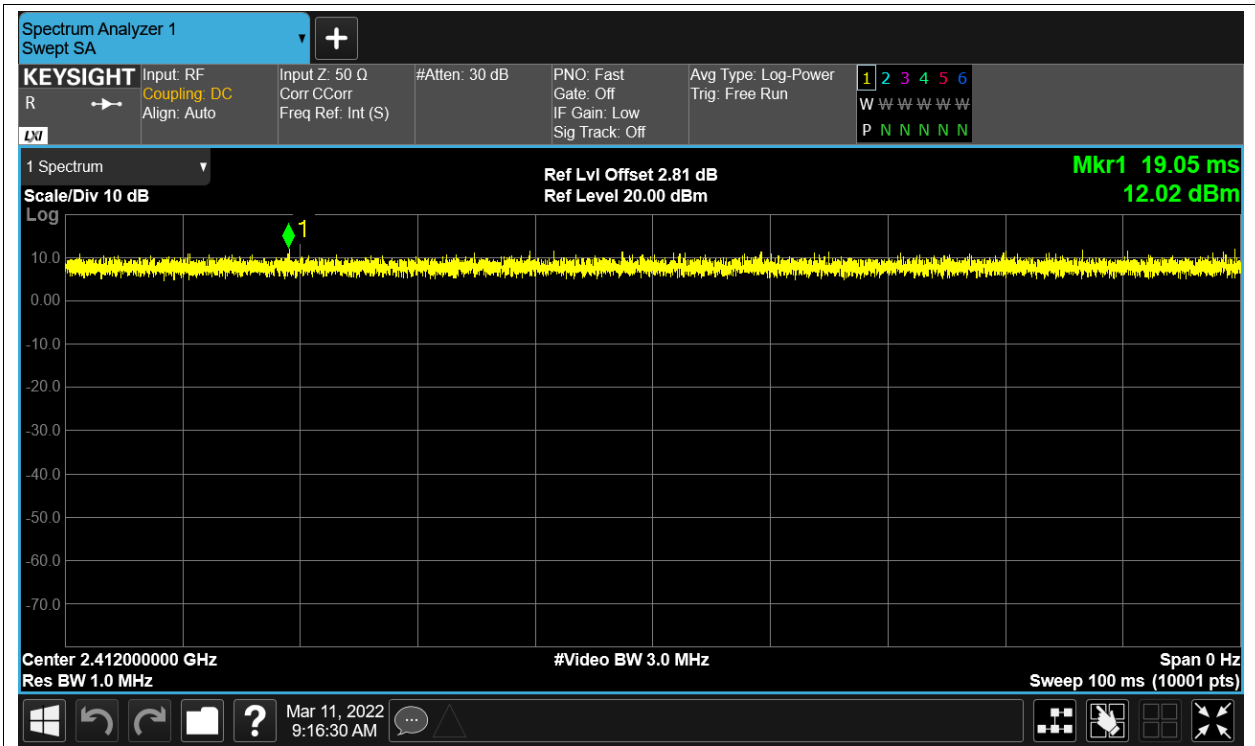 Spectrum Analyzer 1
Swept SA
+
KEYSIGHT
R
LXI
Input: RF
Coupling: DC
Align: Auto
Input Z: 50 Ω
Corr CCorr
Freq Ref: Int (S)
#Atten: 30 dB
PNO: Fast
Gate: Off
IF Gain: Low
Sig Track: Off
Avg Type: Log-Power
Trig: Free Run
1 2 3 4 5 6
W W W W W W
P N N N N N
1 Spectrum
Scale/Div 10 dB
Ref Lvl Offset 2.81 dB
Ref Level 20.00 dBm
Mkr1 19.05 ms
12.02 dBm
Log
1
10.0
0.00
-10.0
-20.0
-30.0
-40.0
-50.0
-60.0
-70.0
Center 2.412000000 GHz
Res BW 1.0 MHz
#Video BW 3.0 MHz
Span 0 Hz
Sweep 100 ms (10001 pts)
?
Mar 11, 2022
9:16:30 AM